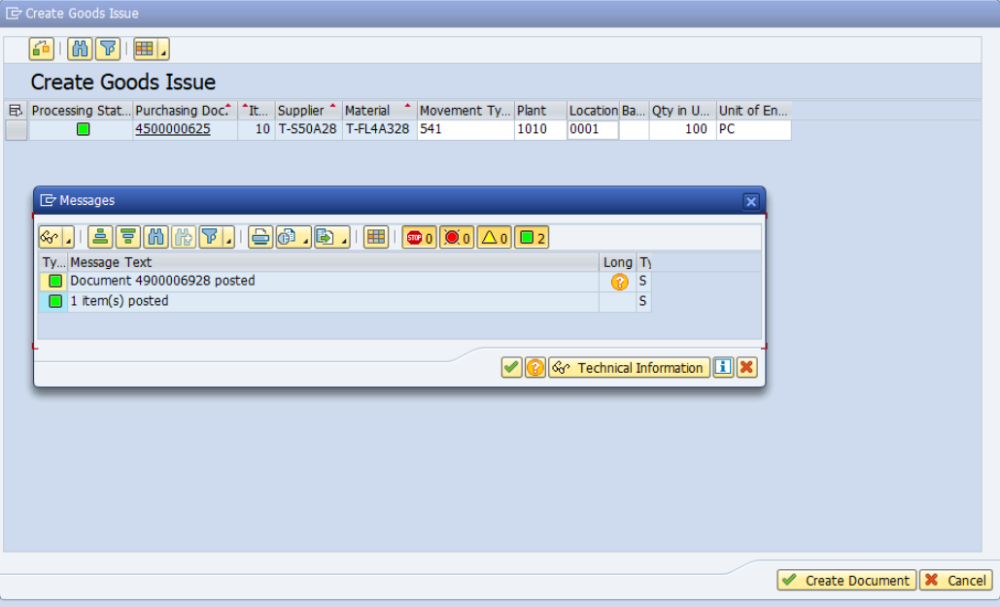 Create Goods Issue
Create Goods Issue
Processing Stat... Purchasing Doc. It... Supplier Material Movement Ty... Plant Location Ba... Qty in U... Unit of En...
4500000625 10 T-S50A28 T-FL4A328 541 1010 0001 100 PC
Messages
STOP 0 0 0 2
Ty... Message Text Long Ty
Document 4900006928 posted S
1 item(s) posted S
Technical Information
Create Document Cancel